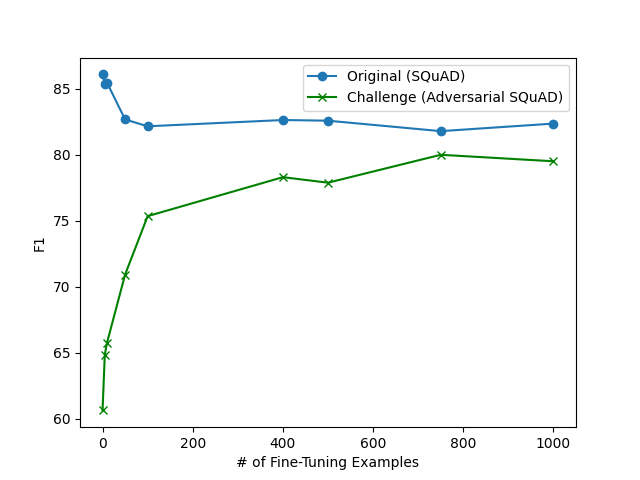 Original (SQuAD)
Challenge (Adversarial SQuAD)
85
80
75
70
65
60
F1
0 200 400 600 800 1000
# of Fine-Tuning Examples